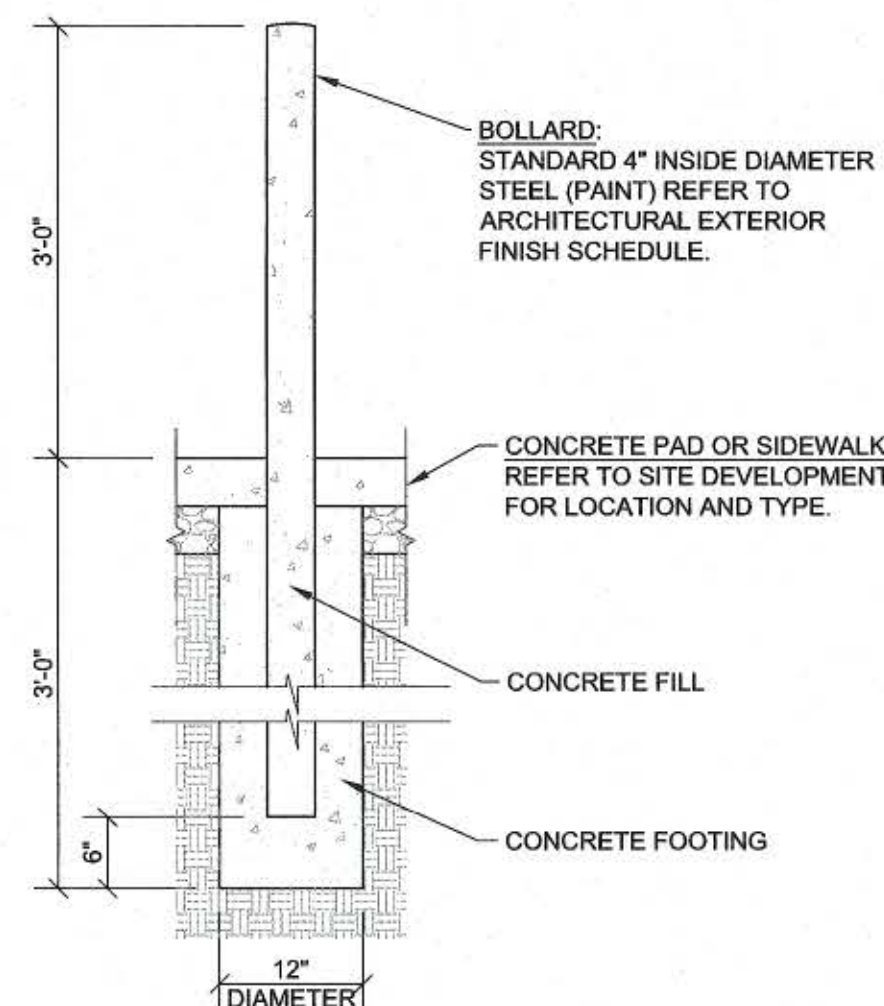 3'-0"
BOLLARD:
STANDARD 4" INSIDE DIAMETER
STEEL (PAINT) REFER TO
ARCHITECTURAL EXTERIOR
FINISH SCHEDULE.
CONCRETE PAD OR SIDEWALK
REFER TO SITE DEVELOPMENT
FOR LOCATION AND TYPE.
3'-0"
CONCRETE FILL
6"
CONCRETE FOOTING
12"
DIAMETER